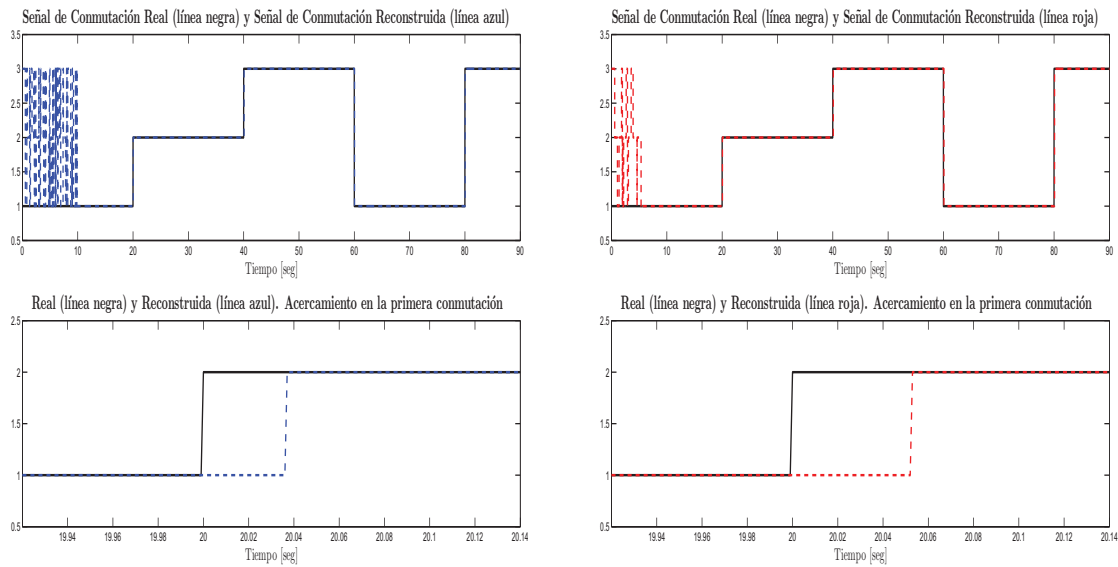 Señal de Conmutación Real (línea negra) y Señal de Conmutación Reconstruida (línea azul)
3.5
3
2.5
2
1.5
1
0.5
0 10 20 30 40 50 60 70 80 90
Tiempo [seg]
Señal de Conmutación Real (línea negra) y Señal de Conmutación Reconstruida (línea roja)
3.5
3
2.5
2
1.5
1
0.5
0 10 20 30 40 50 60 70 80 90
Tiempo [seg]
Real (línea negra) y Reconstruida (línea azul). Acercamiento en la primera conmutación
2.5
2
1.5
1
0.5
19.94 19.96 19.98 20 20.02 20.04 20.06 20.08 20.1 20.12 20.14
Tiempo [seg]
Real (línea negra) y Reconstruida (línea roja). Acercamiento en la primera conmutación
2.5
2
1.5
1
0.5
19.94 19.96 19.98 20 20.02 20.04 20.06 20.08 20.1 20.12 20.14
Tiempo [seg]